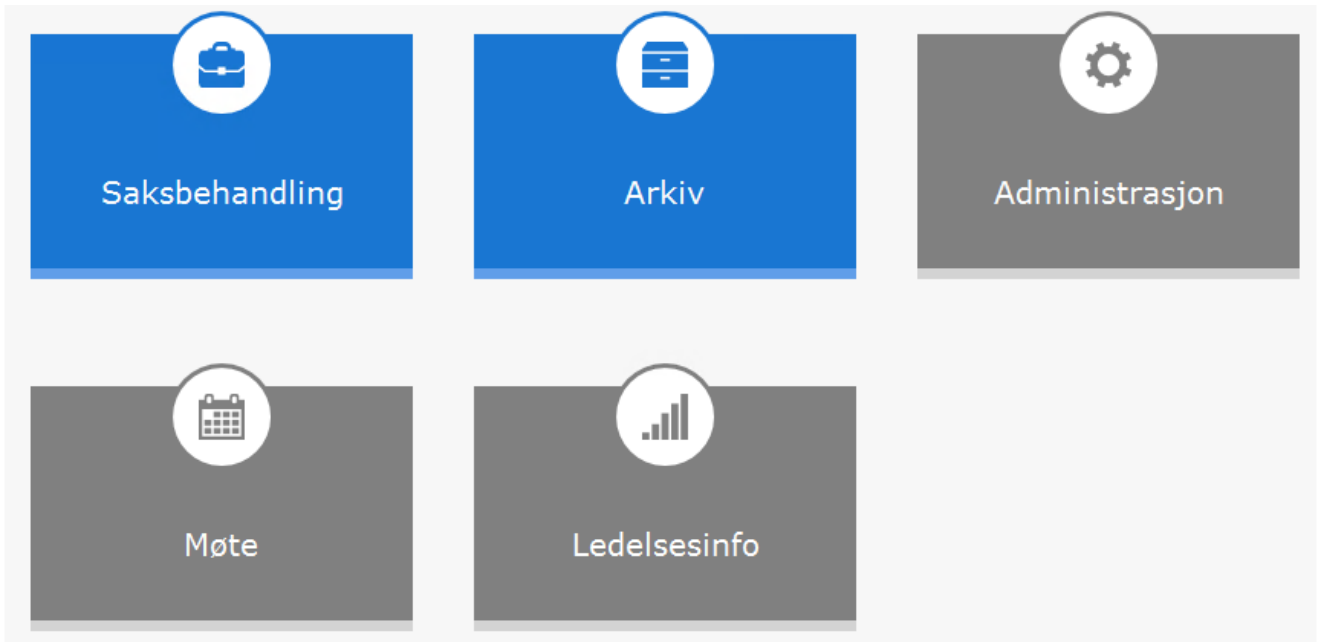 Saksbehandling
Arkiv
Administrasjon
Møte
Ledelsesinfo